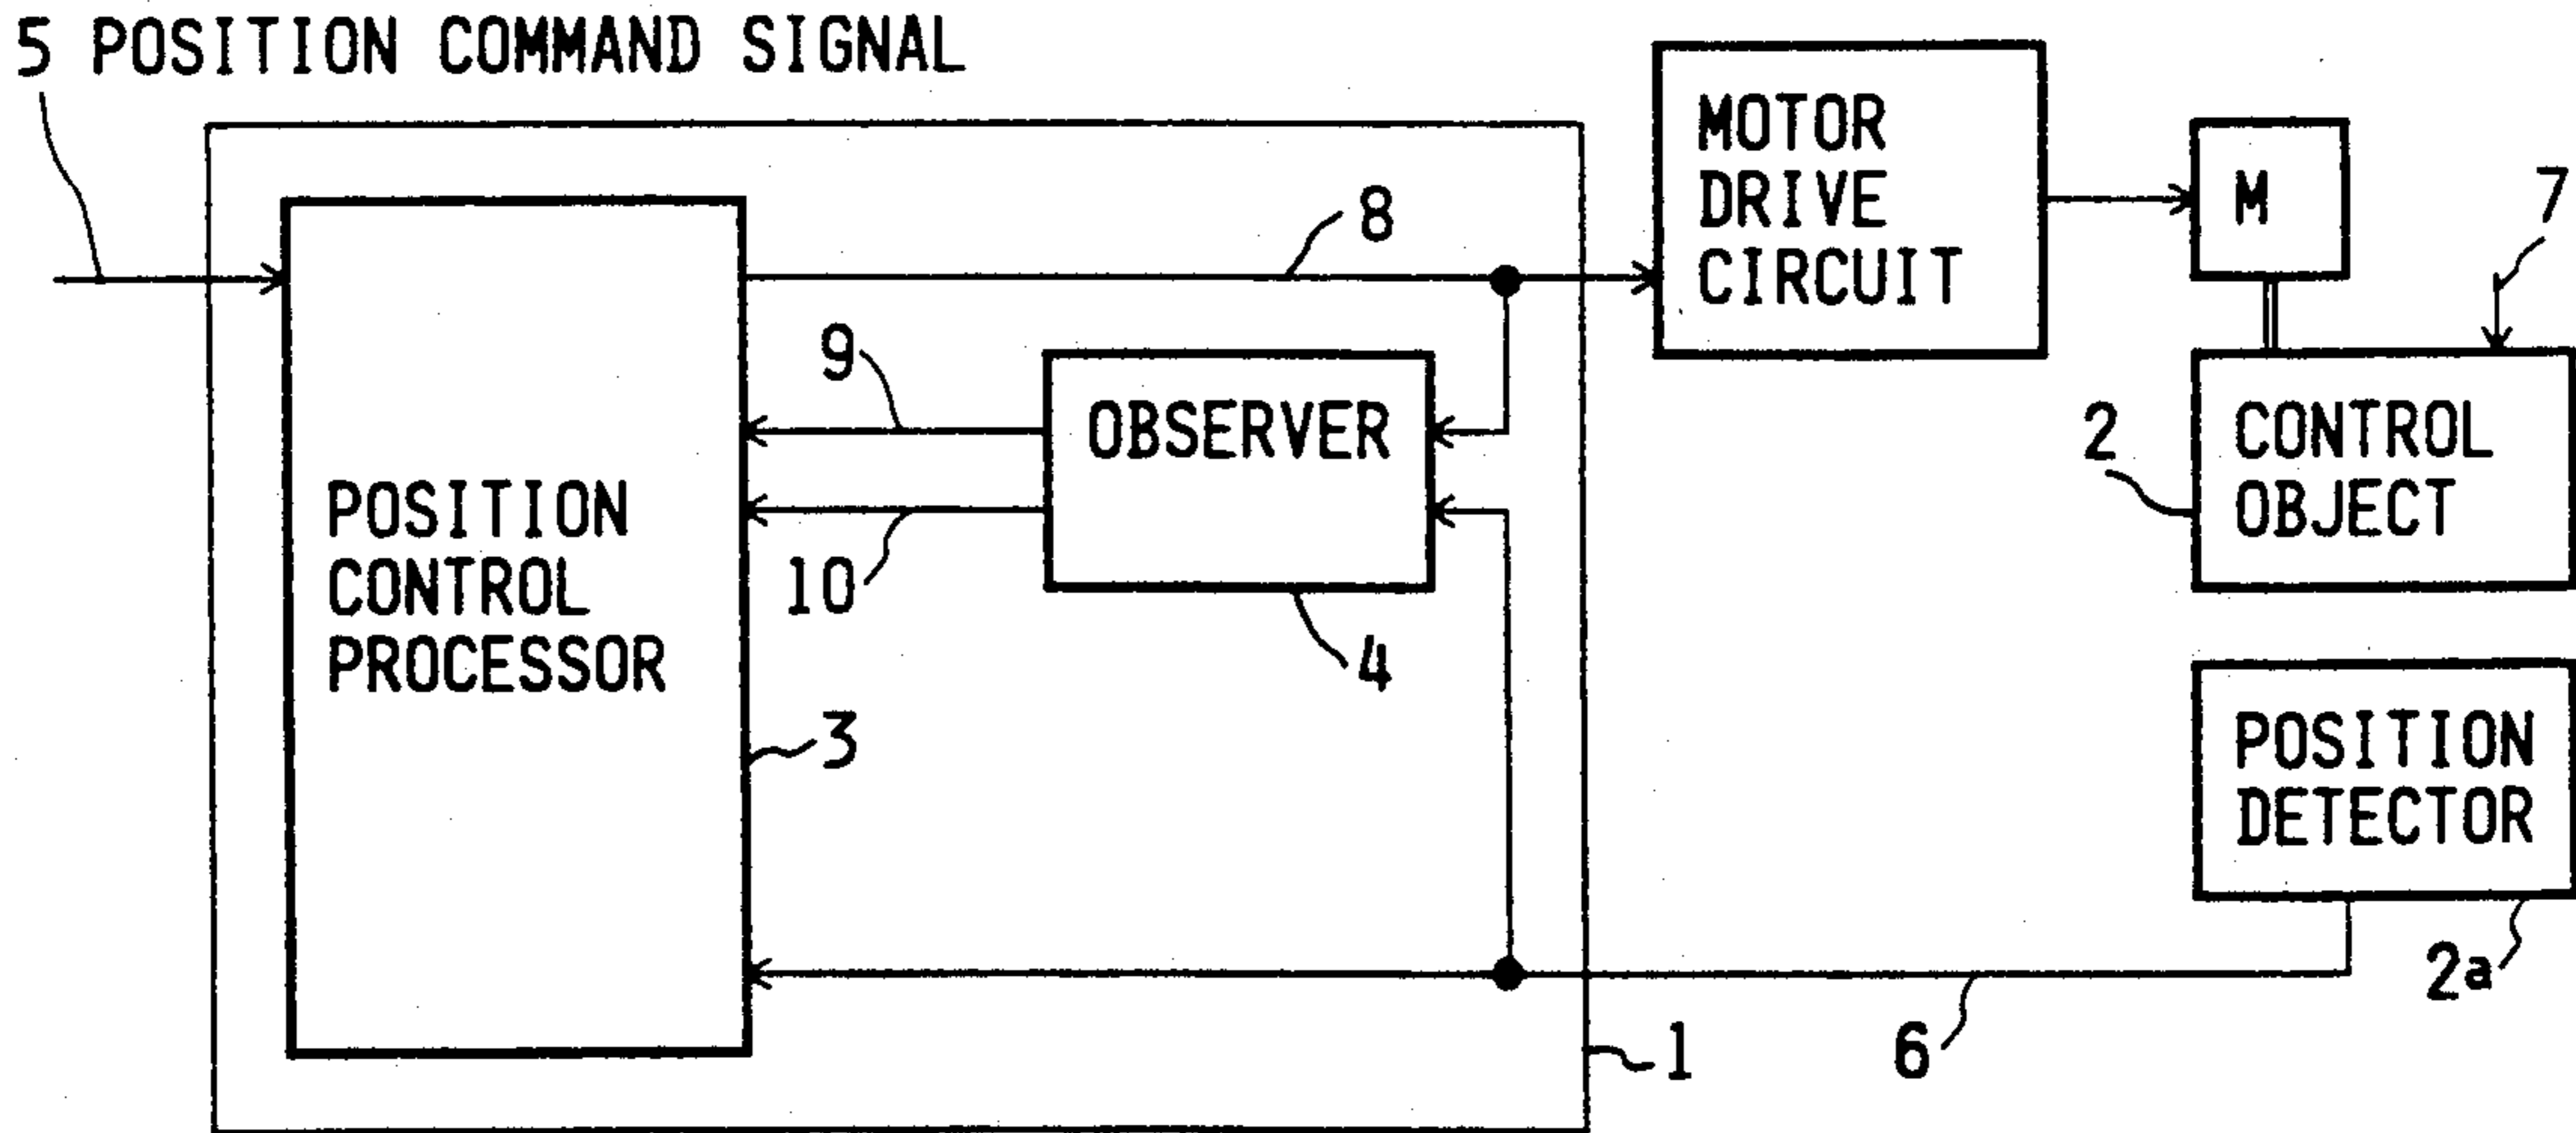 5 POSITION COMMAND SIGNAL
MOTOR
DRIVE
CIRCUIT
M
7
8
9
OBSERVER
10
4
2
CONTROL
OBJECT
POSITION
CONTROL
PROCESSOR
3
POSITION
DETECTOR
2a
6
1